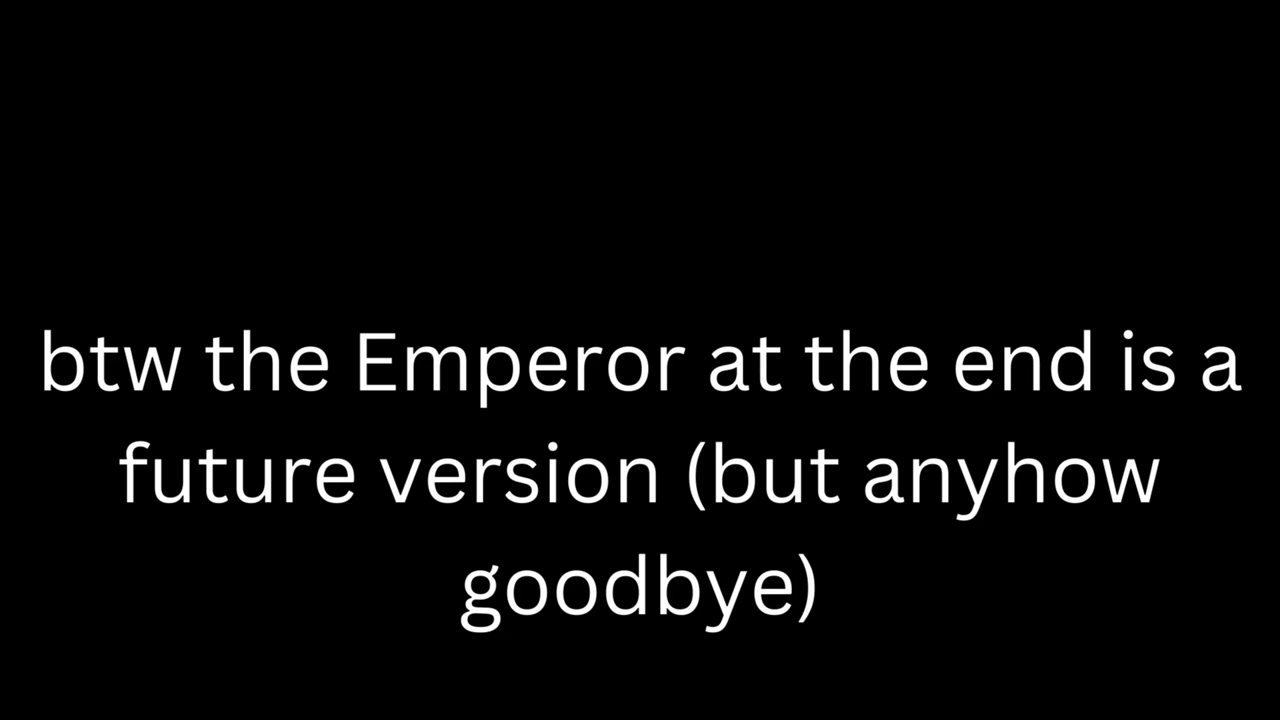 btw the Emperor at the end is a
future version (but anyhow
goodbye)